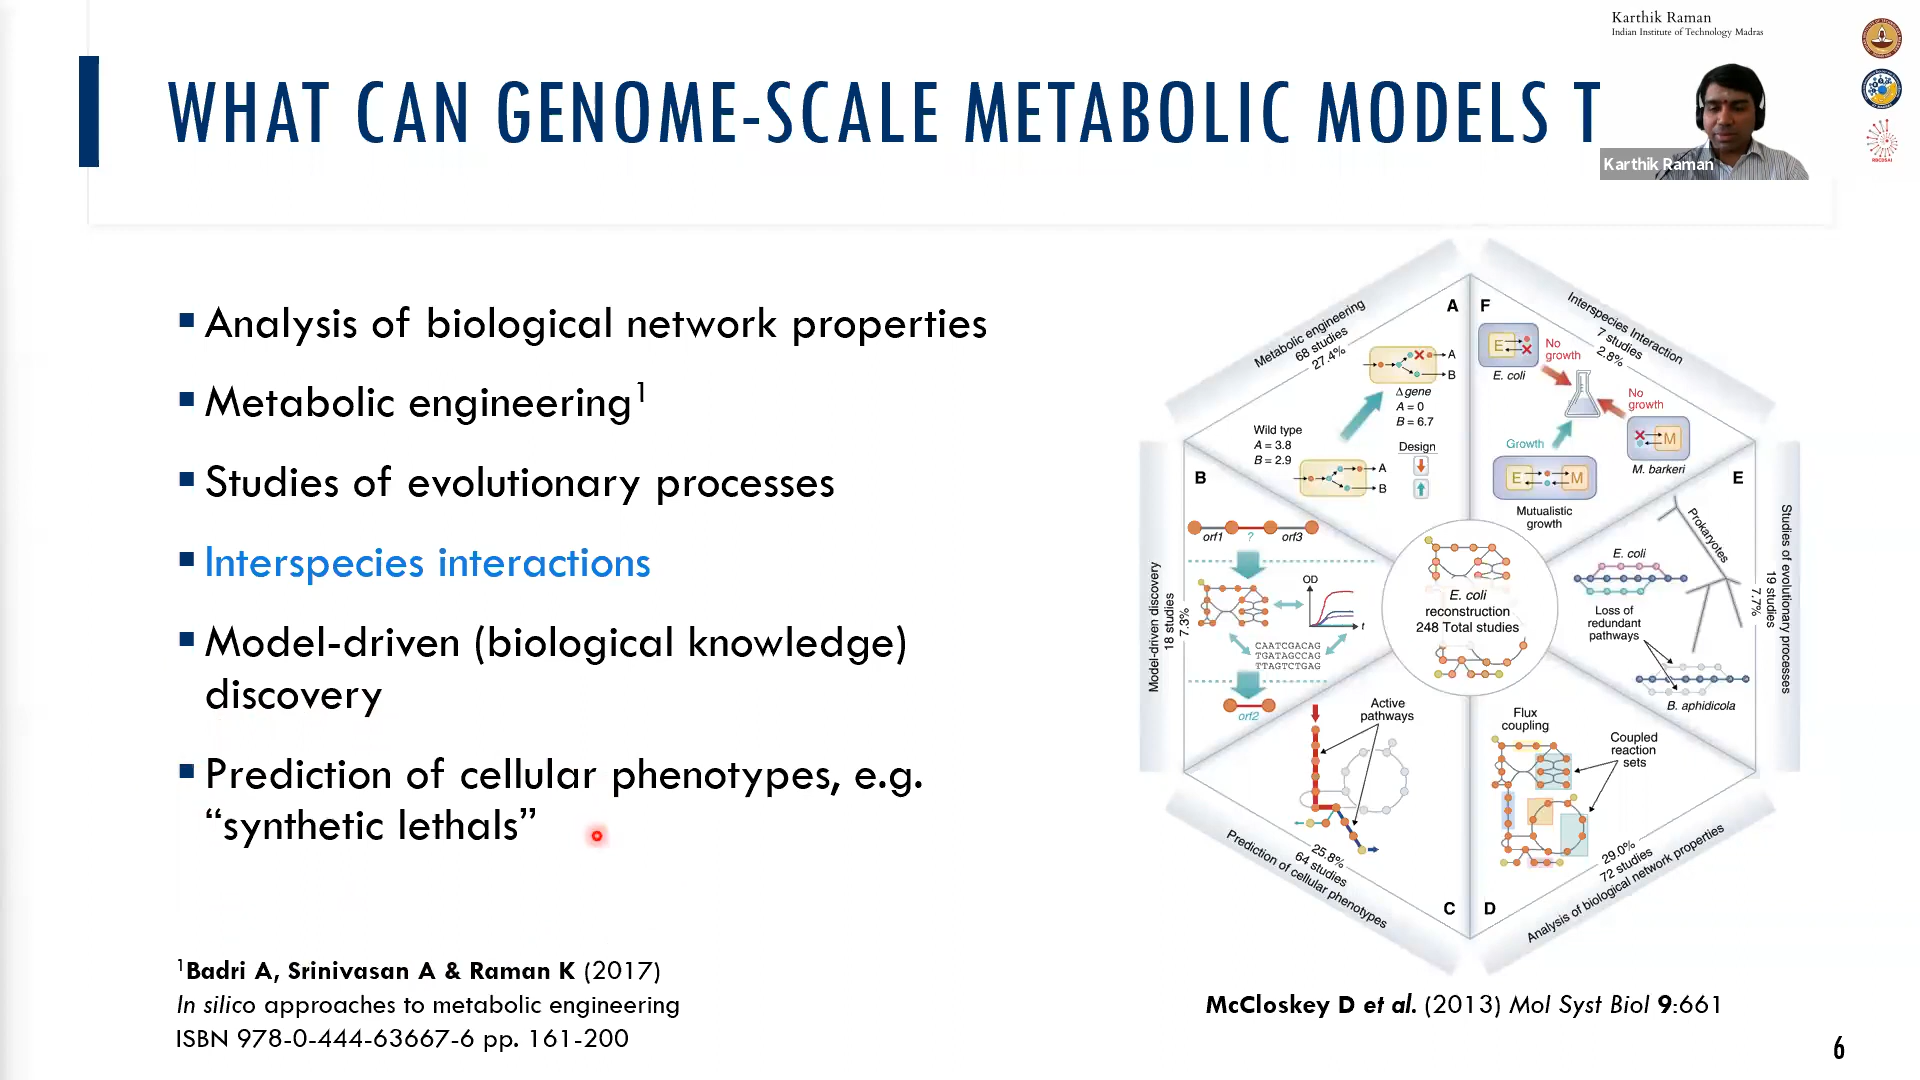 Karthik Raman
Indian Institute of Technology Madras
WHAT CAN GENOME-SCALE METABOLIC MODELS T
Karthik Raman
RBCDSAI
▪ Analysis of biological network properties
▪ Metabolic engineering¹
▪ Studies of evolutionary processes
▪ Interspecies interactions
▪ Model-driven (biological knowledge)
discovery
▪ Prediction of cellular phenotypes, e.g.
“synthetic lethals”
¹Badri A, Srinivasan A & Raman K (2017)
In silico approaches to metabolic engineering
ISBN 978-0-444-63667-6 pp. 161-200
A
Metabolic engineering
68 studies
27.4%
A
B
Δ gene
A = 0
B = 6.7
Wild type
A = 3.8
B = 2.9
Design
A
B
F
Interspecies Interaction
7 studies
2.8%
E
No
growth
E. coli
No
growth
M
M. barkeri
Growth
E
M
Mutualistic
growth
B
Model-driven discovery
18 studies
7.3%
orf1
?
orf3
OD
t
CAATCGACAG
TGATAGCCAG
TTAGTCTGAG
orf2
E. coli
reconstruction
248 Total studies
E
Studies of evolutionary processes
19 studies
7.7%
Prokaryotes
E. coli
Loss of
redundant
pathways
B. aphidicola
Active
pathways
25.8%
64 studies
Prediction of cellular phenotypes
C
D
Flux
coupling
Coupled
reaction
sets
29.0%
72 studies
Analysis of biological network properties
McCloskey D et al. (2013) Mol Syst Biol 9:661
6